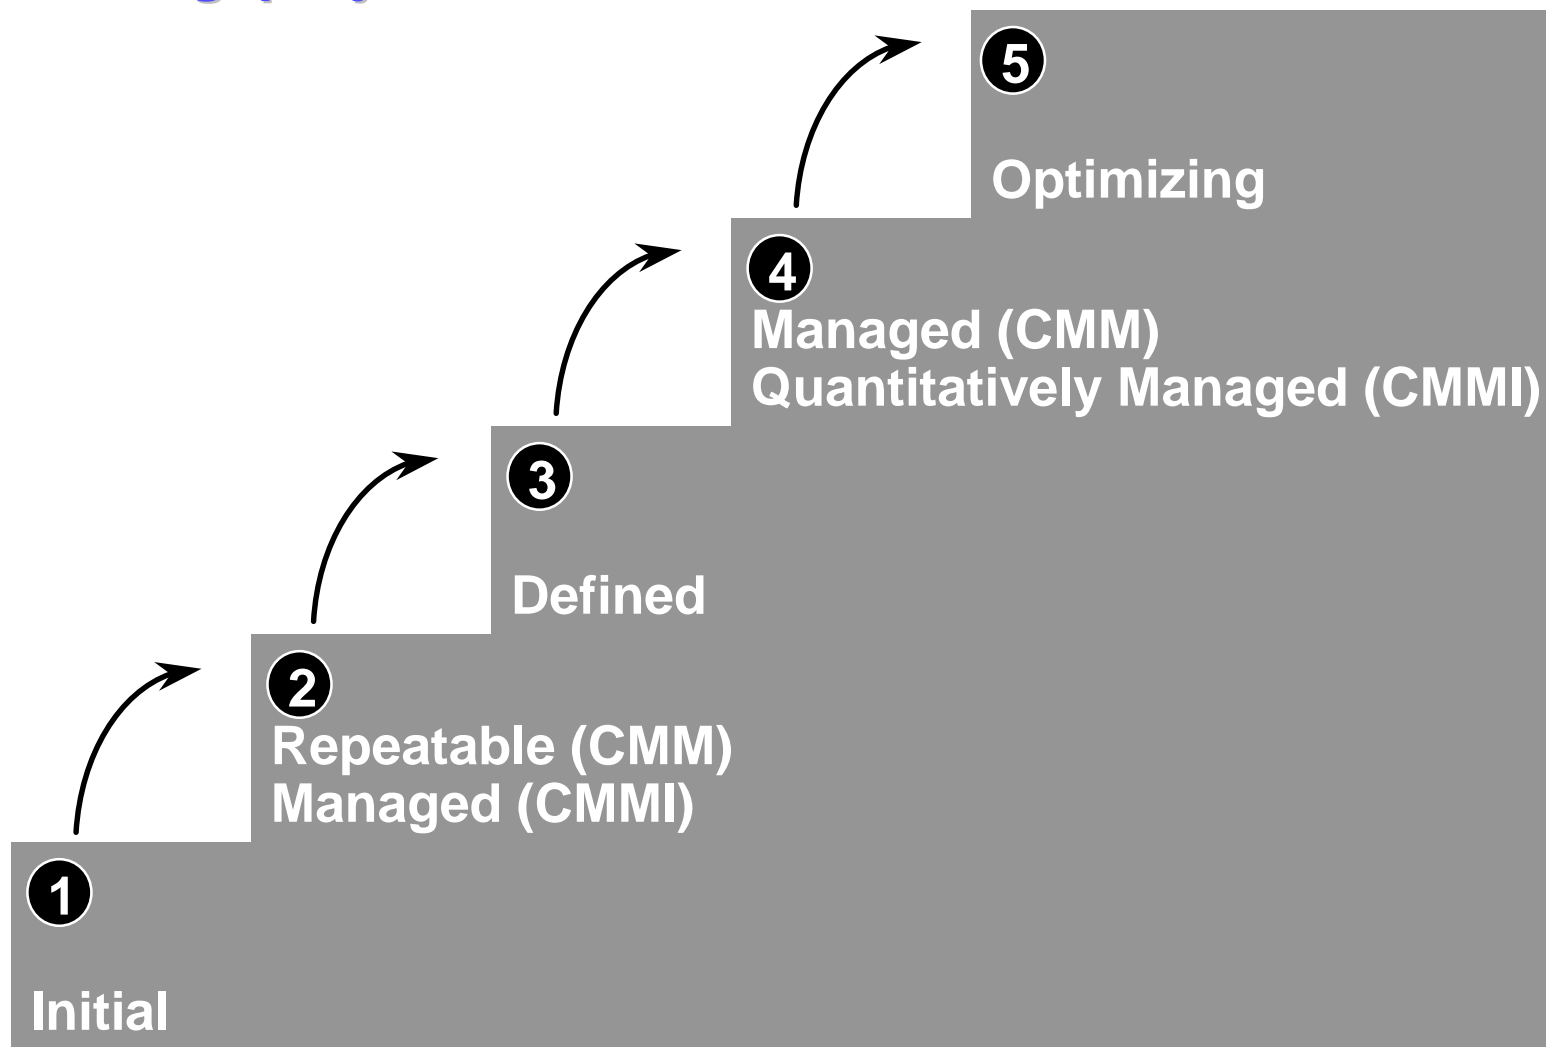 5
Optimizing
4
Managed (CMM)
Quantitatively Managed (CMMI)
3
Defined
2
Repeatable (CMM)
Managed (CMMI)
1
Initial